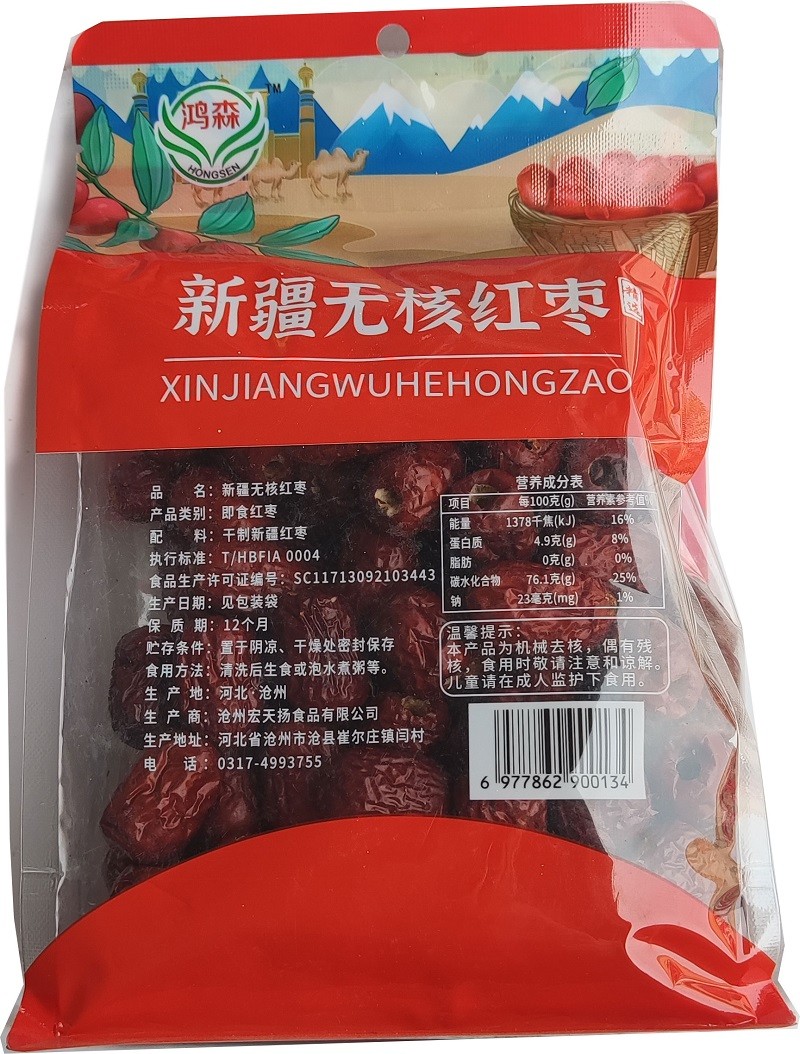 鸿森
TM
HONGSEN
新疆无核红枣
精选
XINJIANGWUHEHONGZAO
品 名：新疆无核红枣
产品类别：即食红枣
配 料：干制新疆红枣
执行标准：T/HBFIA 0004
食品生产许可证编号：SC11713092103443
生产日期：见包装袋
保 质 期：12个月
贮存条件：置于阴凉、干燥处密封保存
食用方法：清洗后生食或泡水煮粥等。
生 产 地：河北·沧州
生 产 商：沧州宏天扬食品有限公司
生产地址：河北省沧州市沧县崔尔庄镇闫村
电 话：0317-4993755
营养成分表
项目 每100克(g) 营养素参考值%
能量 1378千焦(kJ) 16%
蛋白质 4.9克(g) 8%
脂肪 0克(g) 0%
碳水化合物 76.1克(g) 25%
钠 23毫克(mg) 1%
温馨提示：
本产品为机械去核，偶有残
核，食用时敬请注意和谅解。
儿童请在成人监护下食用。
6 977862 900134